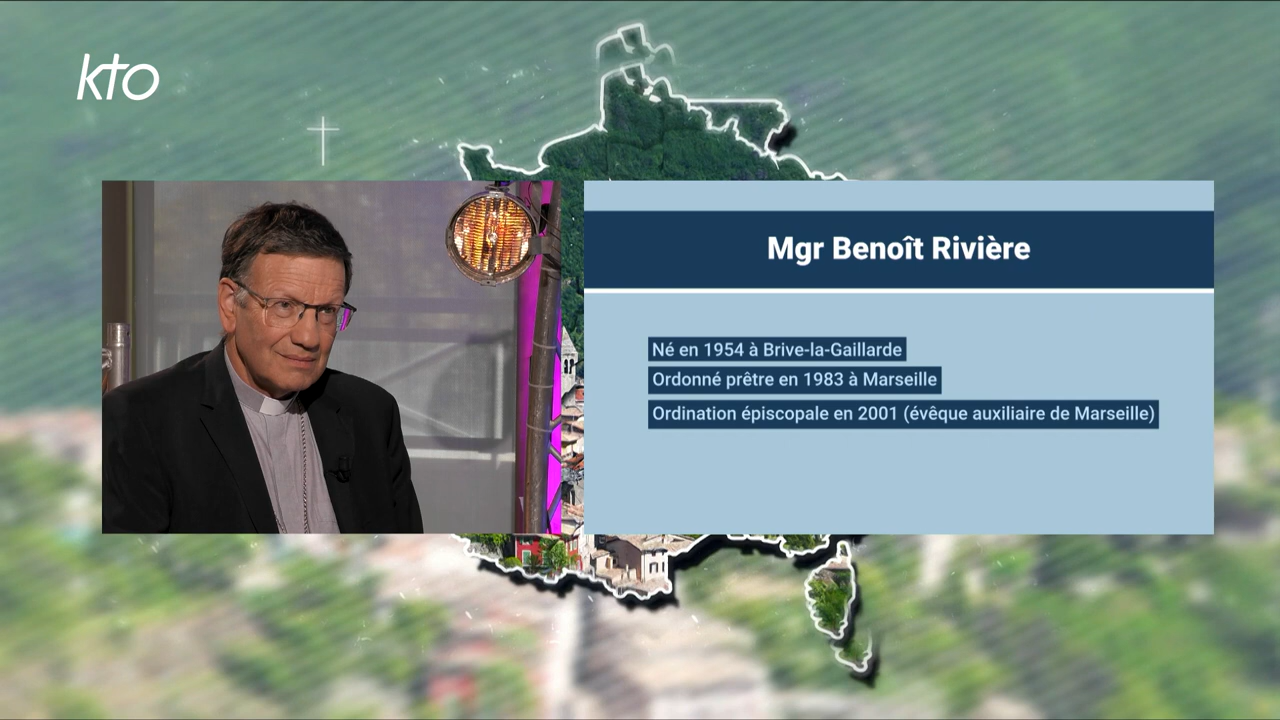 kto
Mgr Benoît Rivière
Né en 1954 à Brive-la-Gaillarde
Ordonné prêtre en 1983 à Marseille
Ordination épiscopale en 2001 (évêque auxiliaire de Marseille)